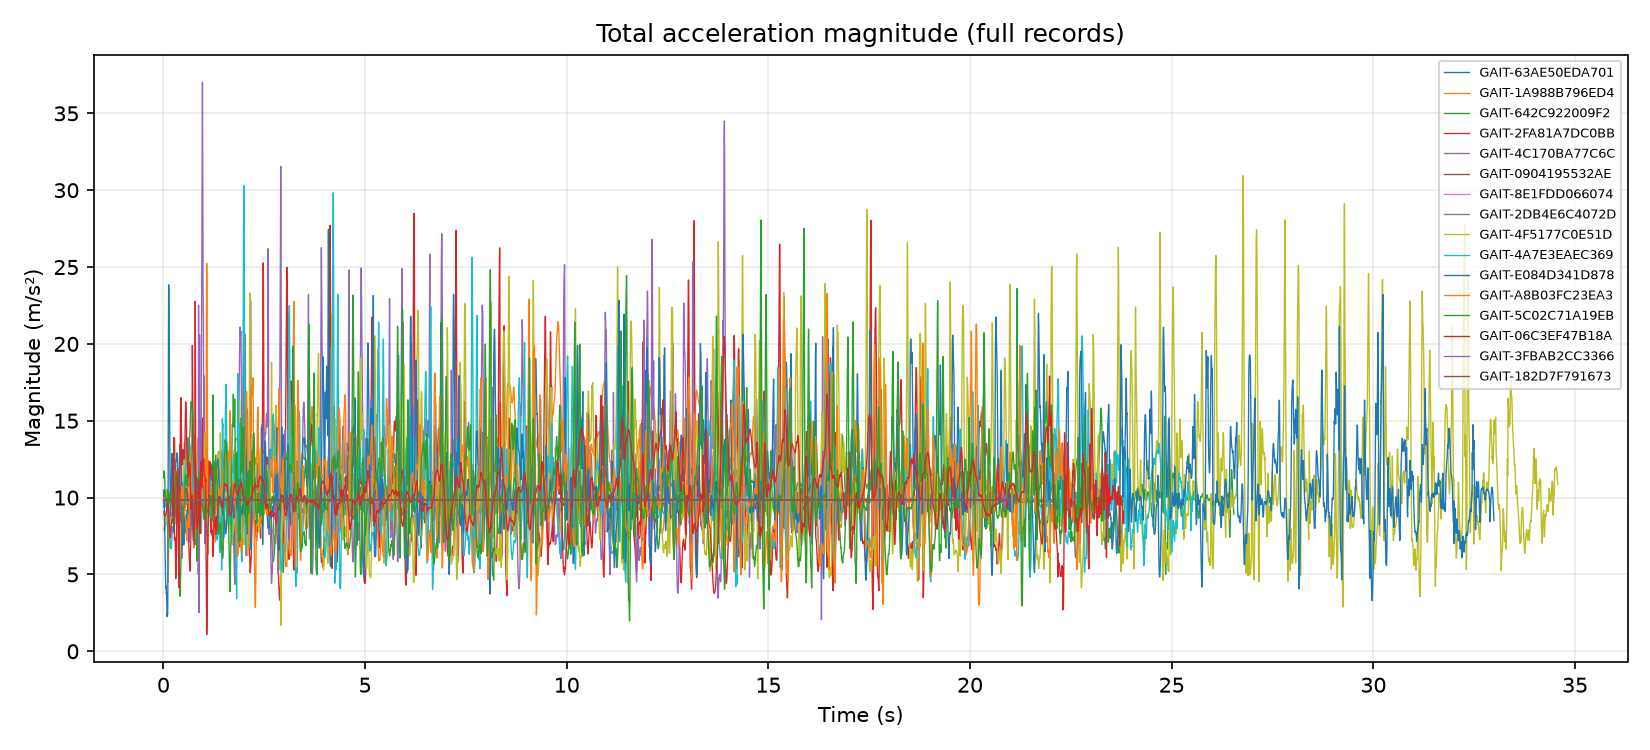 Total acceleration magnitude (full records)
Magnitude (m/s²)
35
30
25
20
15
10
5
0
0 5 10 15 20 25 30 35
Time (s)
GAIT-63AE50EDA701
GAIT-1A988B796ED4
GAIT-642C922009F2
GAIT-2FA81A7DC0BB
GAIT-4C170BA77C6C
GAIT-0904195532AE
GAIT-8E1FDD066074
GAIT-2DB4E6C4072D
GAIT-4F5177C0E51D
GAIT-4A7E3EAEC369
GAIT-E084D341D878
GAIT-A8B03FC23EA3
GAIT-5C02C71A19EB
GAIT-06C3EF47B18A
GAIT-3FBAB2CC3366
GAIT-182D7F791673